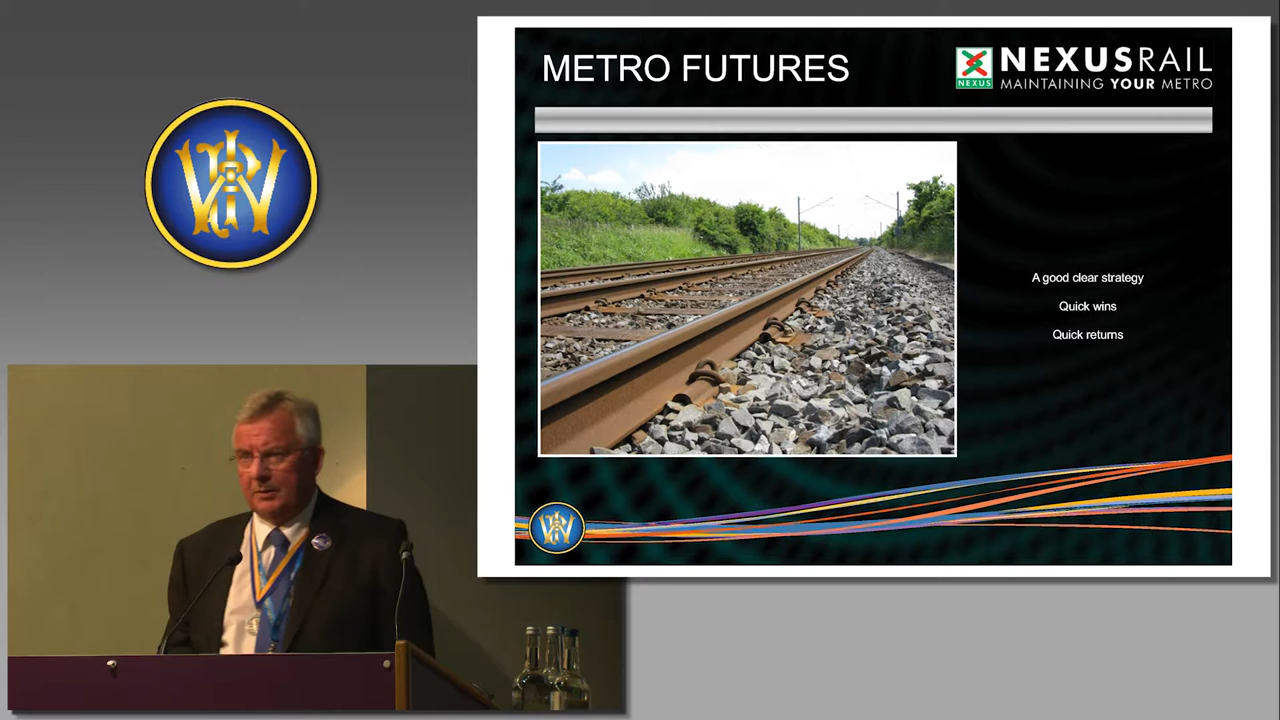 METRO FUTURES
NEXUS
NEXUSRAIL
MAINTAINING YOUR METRO
A good clear strategy
Quick wins
Quick returns